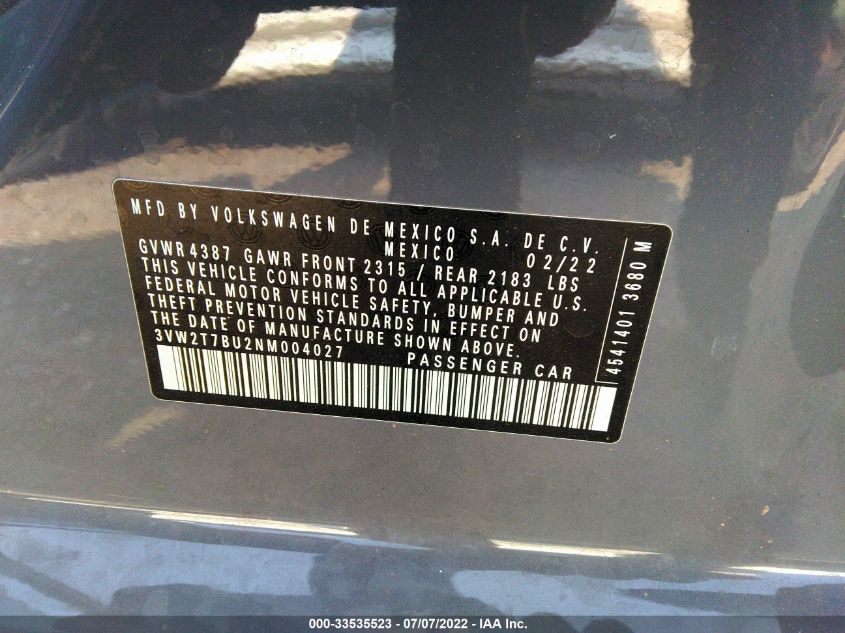 MFD BY VOLKSWAGEN DE MEXICO S.A. DE C.V.
MEXICO 02/22
GVWR 4387 GAWR FRONT 2315 / REAR 2183 LBS
THIS VEHICLE CONFORMS TO ALL APPLICABLE U.S.
FEDERAL MOTOR VEHICLE SAFETY, BUMPER AND
THEFT PREVENTION STANDARDS IN EFFECT ON
THE DATE OF MANUFACTURE SHOWN ABOVE.
3VW2T7BU2NM004027 PASSENGER CAR
4541401 3680 M
000-33535523 - 07/07/2022 - IAA Inc.